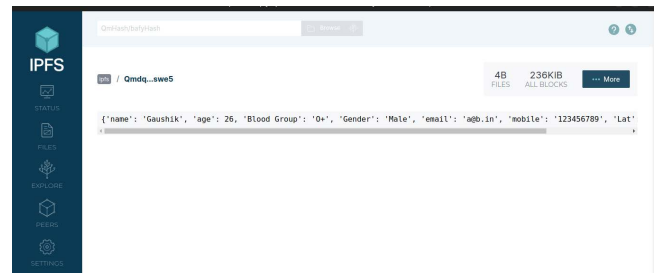 QmHash/bafyHash
Browse
IPFS
ipfs / Qmdq...swe5
4B
FILES
236KiB
ALL BLOCKS
··· More
STATUS
{'name': 'Gaushik', 'age': 26, 'Blood Group': 'O+', 'Gender': 'Male', 'email': 'a@b.in', 'mobile': '123456789', 'Lat'
FILES
EXPLORE
PEERS
SETTINGS